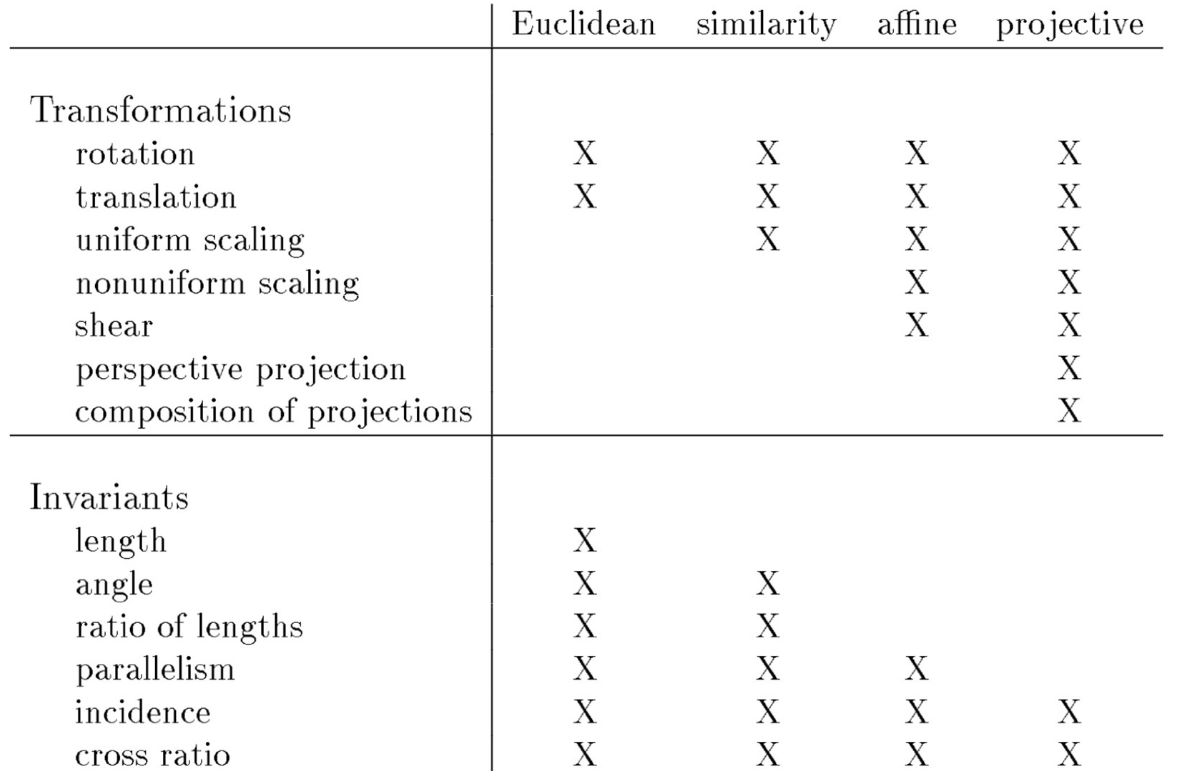 Euclidean similarity affine projective
Transformations
rotation X X X X
translation X X X X
uniform scaling X X X
nonuniform scaling X X
shear X X
perspective projection X
composition of projections X
Invariants
length X
angle X X
ratio of lengths X X
parallelism X X X
incidence X X X X
cross ratio X X X X